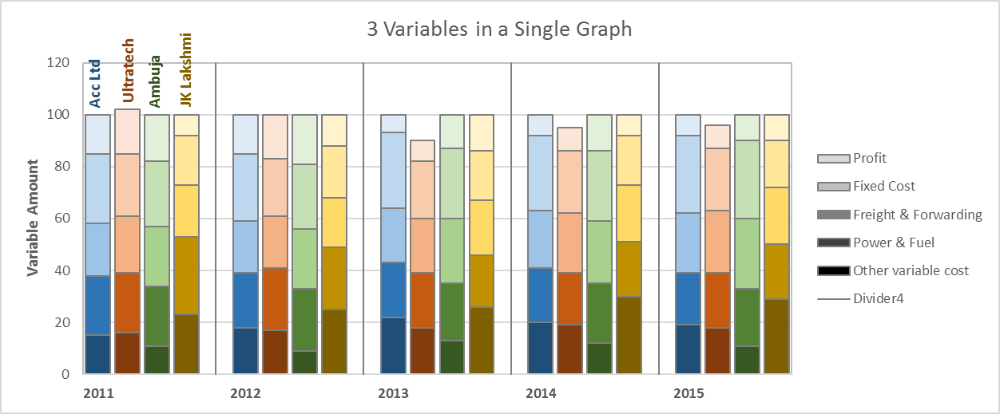 3 Variables in a Single Graph
Acc Ltd
Ultratech
Ambuja
JK Lakshmi
Variable Amount
120
100
80
60
40
20
0
2011 2012 2013 2014 2015
Profit
Fixed Cost
Freight & Forwarding
Power & Fuel
Other variable cost
Divider4